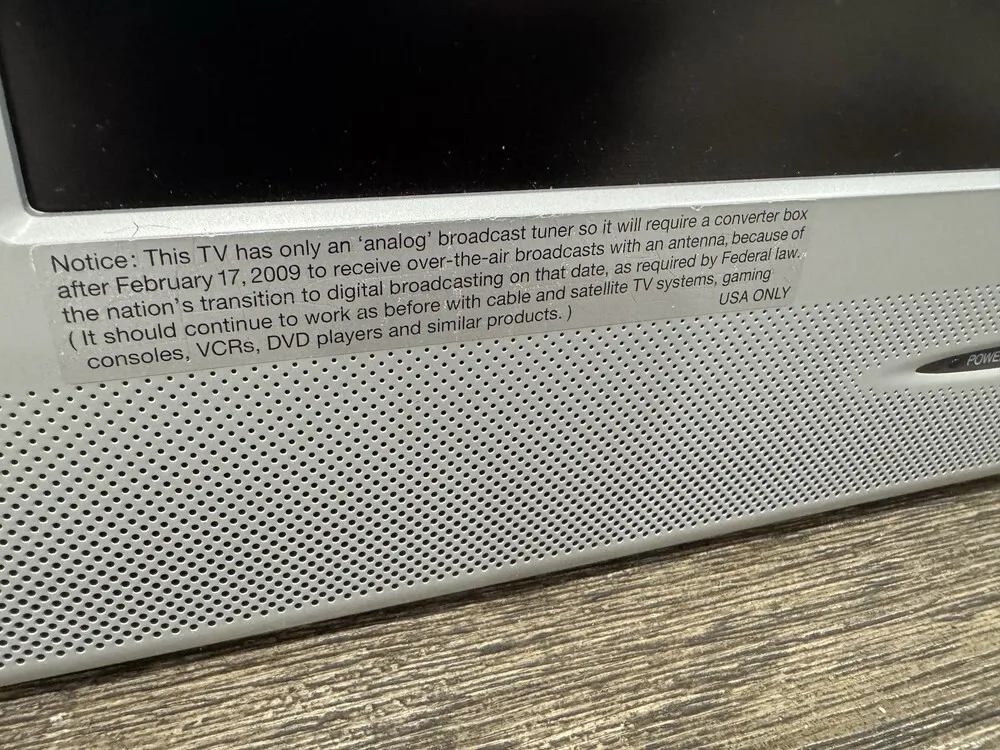 Notice: This TV has only an 'analog' broadcast tuner so it will require a converter box
after February 17, 2009 to receive over-the-air broadcasts with an antenna, because of
the nation's transition to digital broadcasting on that date, as required by Federal law.
( It should continue to work as before with cable and satellite TV systems, gaming
consoles, VCRs, DVD players and similar products. )
USA ONLY